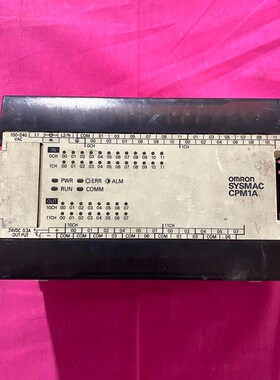 100-240 VAC L1 L2/N COM 01 03 05 07 09 11 01 03 05 07 09 11
00 02 04 06 08 10 00 02 04 06 08 10
0CH 1CH
IN
0CH 00 01 02 03 04 05 06 07 08 09 10 11
1CH 00 01 02 03 04 05 06 07 08 09 10 11
PWR ERR ALM
RUN COMM
omron
SYSMAC
CPM1A
OUT
10CH 00 01 02 03 04 05 06 07
11CH 00 01 02 03 04 05 06 07
10CH 11CH
24VDC 0.3A
OUTPUT